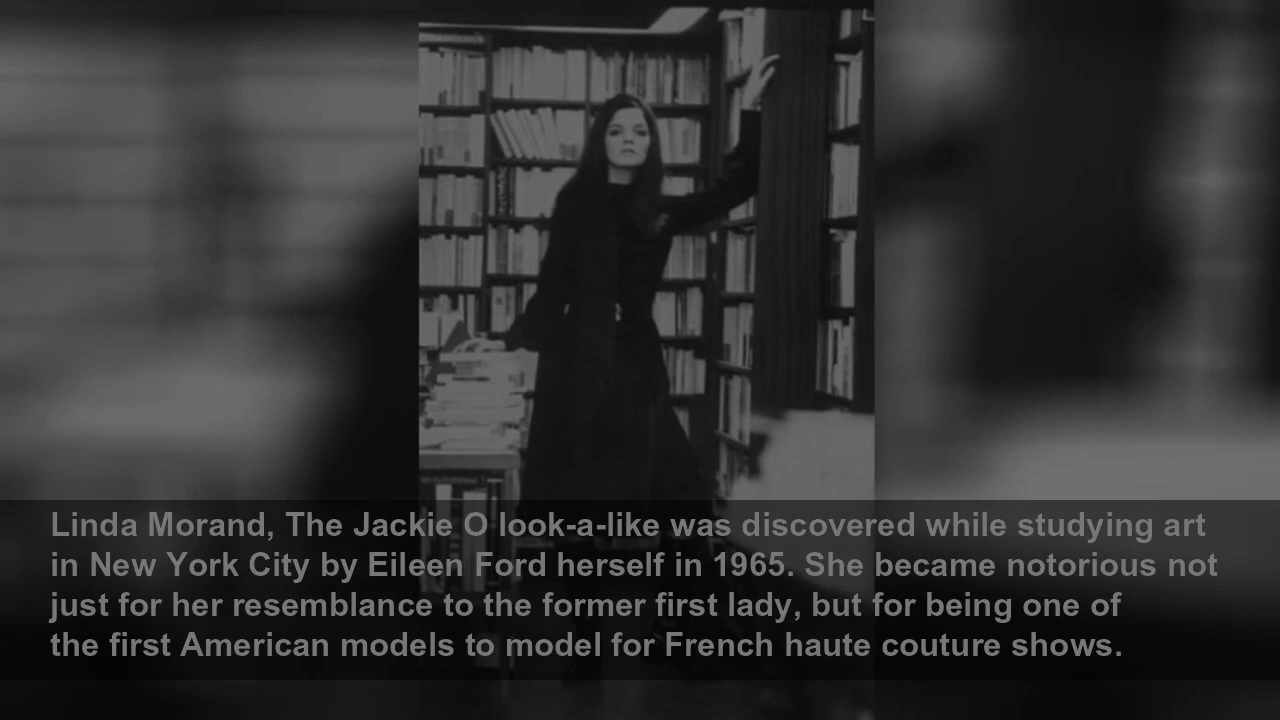 Linda Morand, The Jackie O look-a-like was discovered while studying art
in New York City by Eileen Ford herself in 1965. She became notorious not
just for her resemblance to the former first lady, but for being one of
the first American models to model for French haute couture shows.